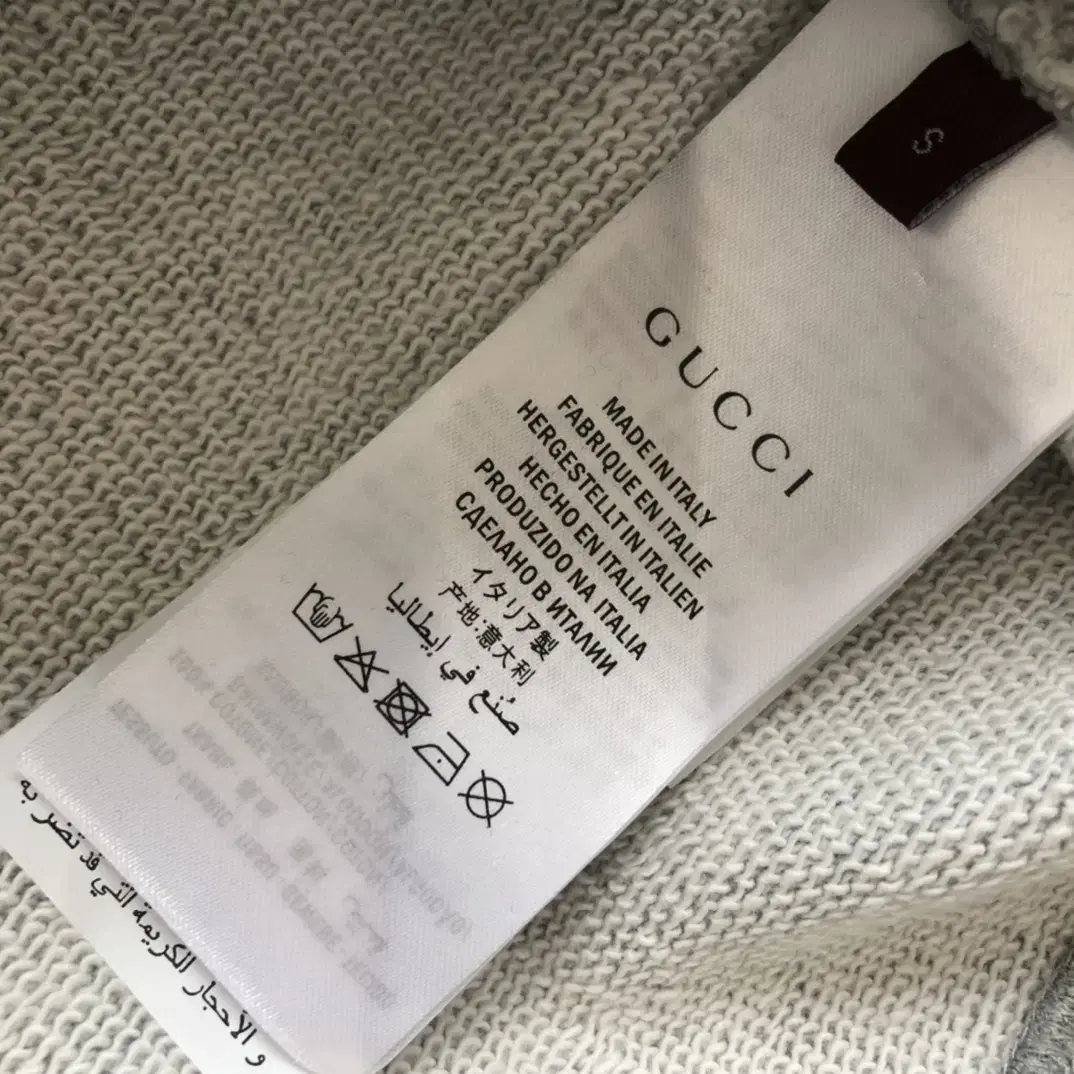 S
GUCCI
MADE IN ITALY
FABRIQUE EN ITALIE
HERGESTELLT IN ITALIEN
HECHO EN ITALIA
PRODUZIDO NA ITALIA
СДЕЛАНО В ИТАЛИИ
イタリア製
产地:意大利
صُنع في إيطاليا
و الأحجار الكريمة التي قد تضر به